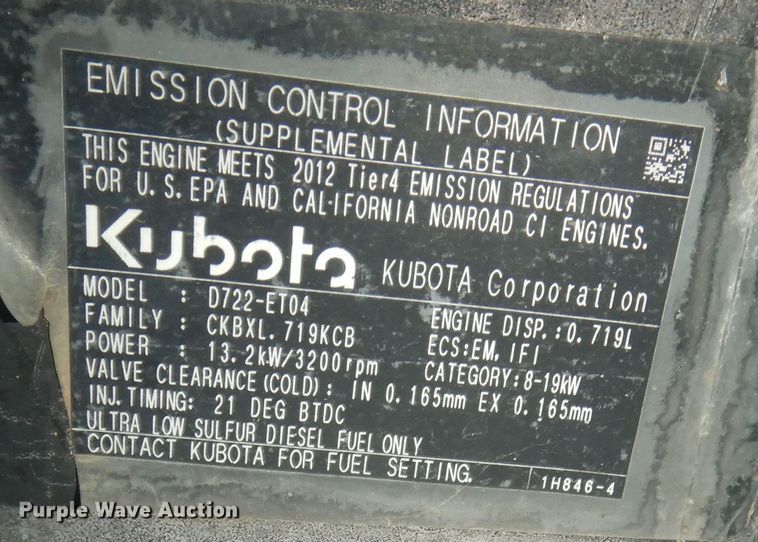 EMISSION CONTROL INFORMATION
(SUPPLEMENTAL LABEL)
THIS ENGINE MEETS 2012 Tier4 EMISSION REGULATIONS
FOR U.S.EPA AND CALIFORNIA NONROAD CI ENGINES.
Kubota KUBOTA Corporation
MODEL : D722-ET04 ENGINE DISP.:0.719L
FAMILY : CKBXL.719KCB ECS:EM,IFI
POWER : 13.2kW/3200rpm CATEGORY:8-19kW
VALVE CLEARANCE(COLD): IN 0.165mm EX 0.165mm
INJ.TIMING: 21 DEG BTDC
ULTRA LOW SULFUR DIESEL FUEL ONLY
CONTACT KUBOTA FOR FUEL SETTING.
1H846-4
Purple Wave Auction